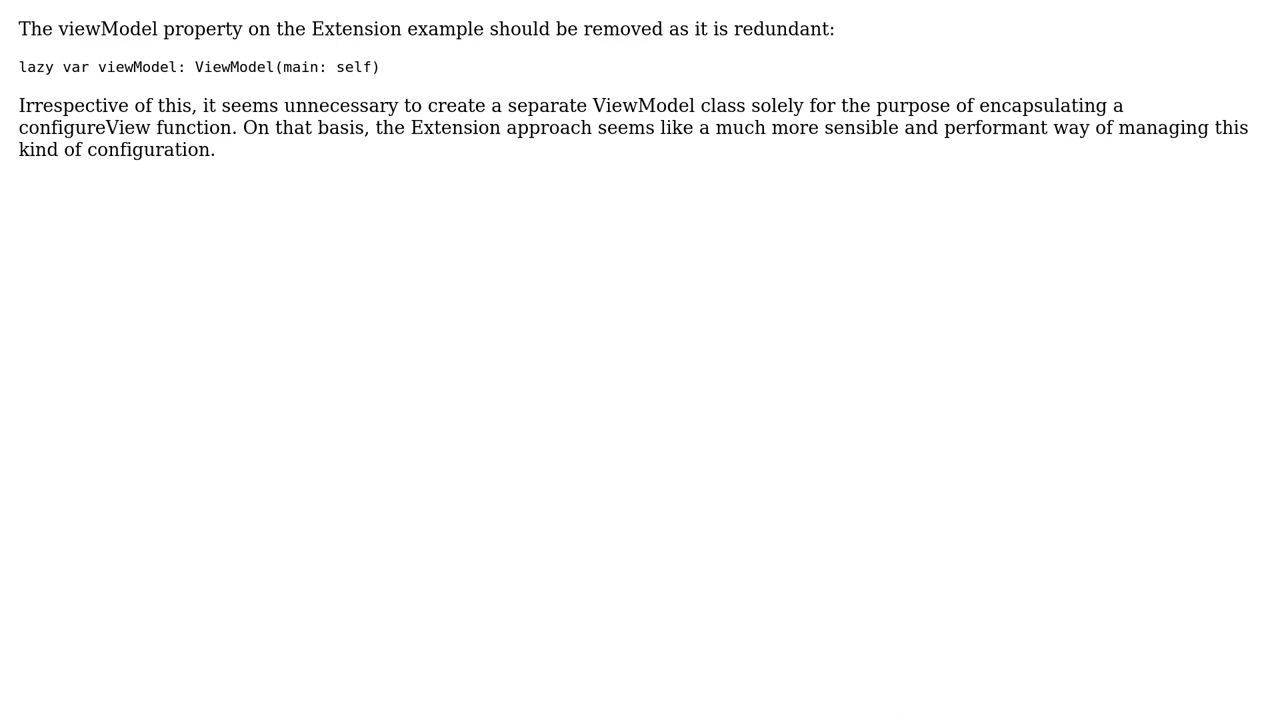 The viewModel property on the Extension example should be removed as it is redundant:
lazy var viewModel: ViewModel(main: self)
Irrespective of this, it seems unnecessary to create a separate ViewModel class solely for the purpose of encapsulating a
configureView function. On that basis, the Extension approach seems like a much more sensible and performant way of managing this
kind of configuration.